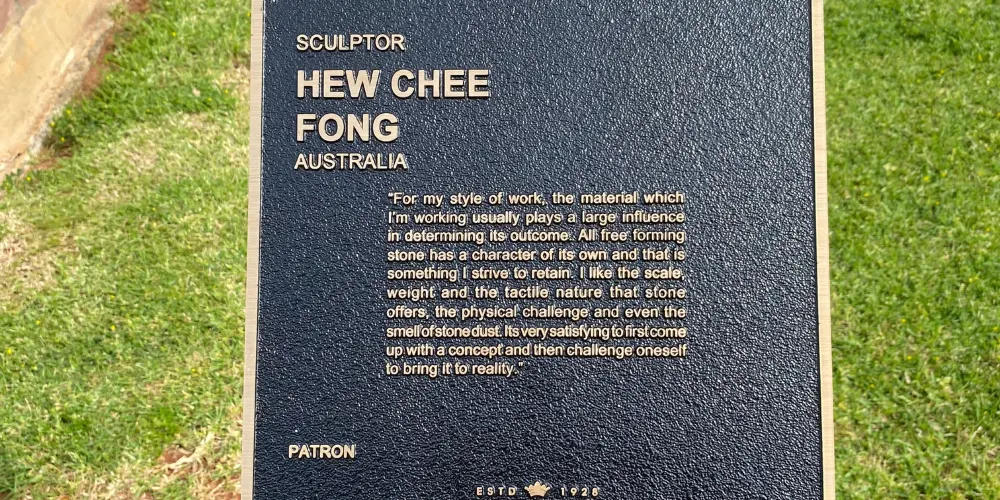 SCULPTOR
HEW CHEE
FONG
AUSTRALIA
"For my style of work, the material which
I'm working usually plays a large influence
in determining its outcome. All free forming
stone has a character of its own and that is
something I strive to retain. I like the scale,
weight and the tactile nature that stone
offers, the physical challenge and even the
smell of stone dust. Its very satisfying to first come
up with a concept and then challenge oneself
to bring it to reality."
PATRON
ESTD 1928